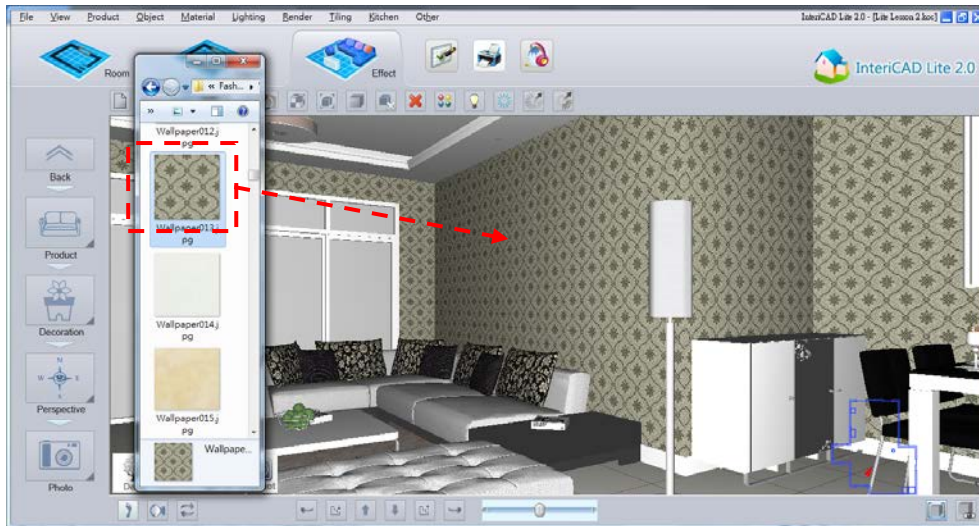 File View Product Object Material Lighting Render Tiling Kitchen Other
InteriCAD Lite 2.0 - [Lite Lesson 2.hoc]
Room
Effect
InteriCAD Lite 2.0
« Fash...
Wallpaper012.j
pg
Wallpaper013.j
pg
Wallpaper014.j
pg
Wallpaper015.j
pg
Wallpape...
Back
Product
Decoration
N
W
E
S
Perspective
Photo